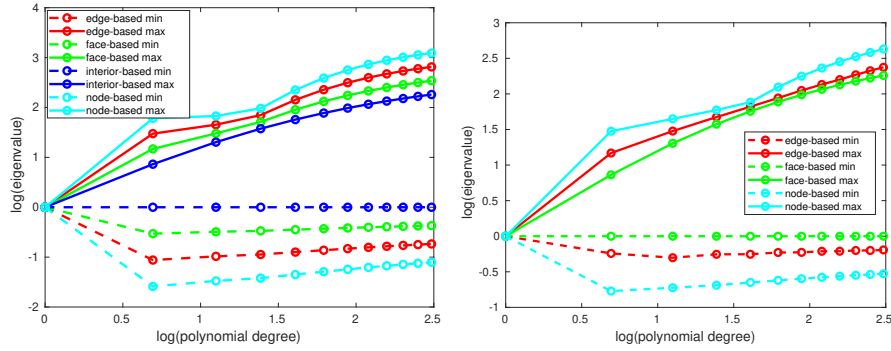 4
3
2
1
0
-1
-2
log(eigenvalue)
edge-based min
edge-based max
face-based min
face-based max
interior-based min
interior-based max
node-based min
node-based max
0
0.5
1
1.5
2
2.5
log(polynomial degree)
3
2.5
2
1.5
1
0.5
0
-0.5
-1
log(eigenvalue)
edge-based min
edge-based max
face-based min
face-based max
node-based min
node-based max
0
0.5
1
1.5
2
2.5
log(polynomial degree)